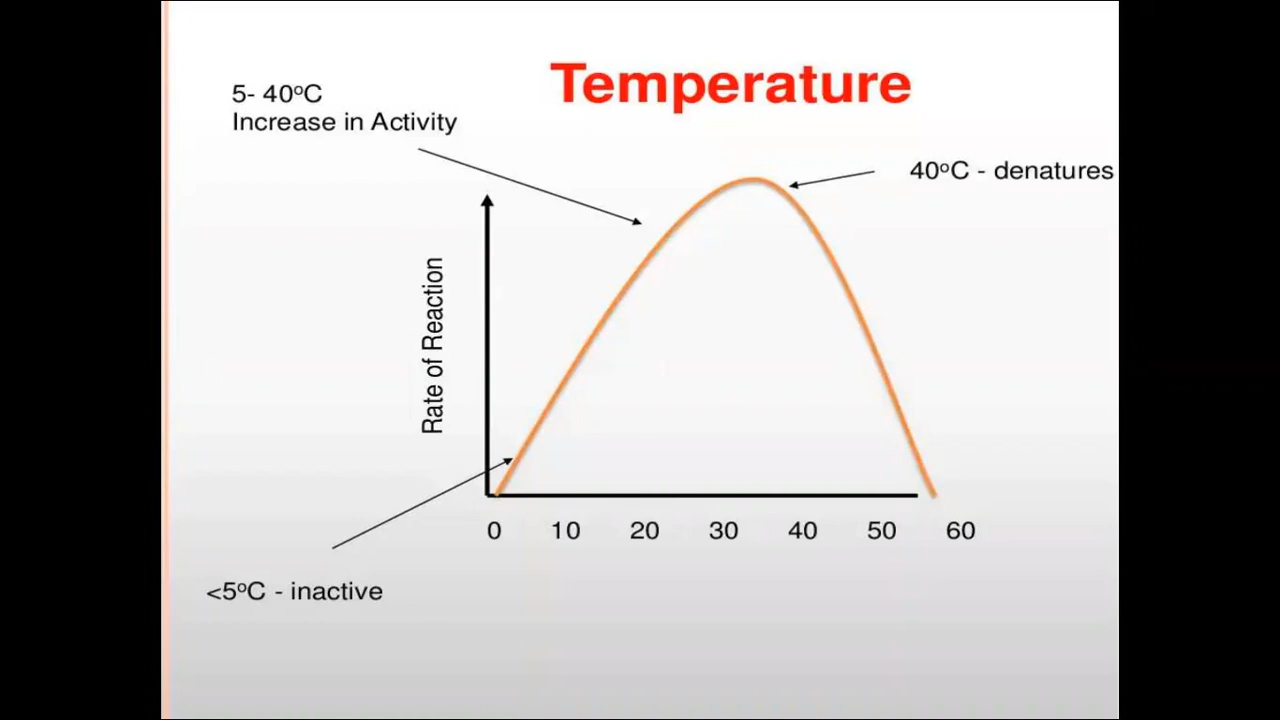 Temperature
5- 40ºC
Increase in Activity
40ºC - denatures
Rate of Reaction
0 10 20 30 40 50 60
<5ºC - inactive